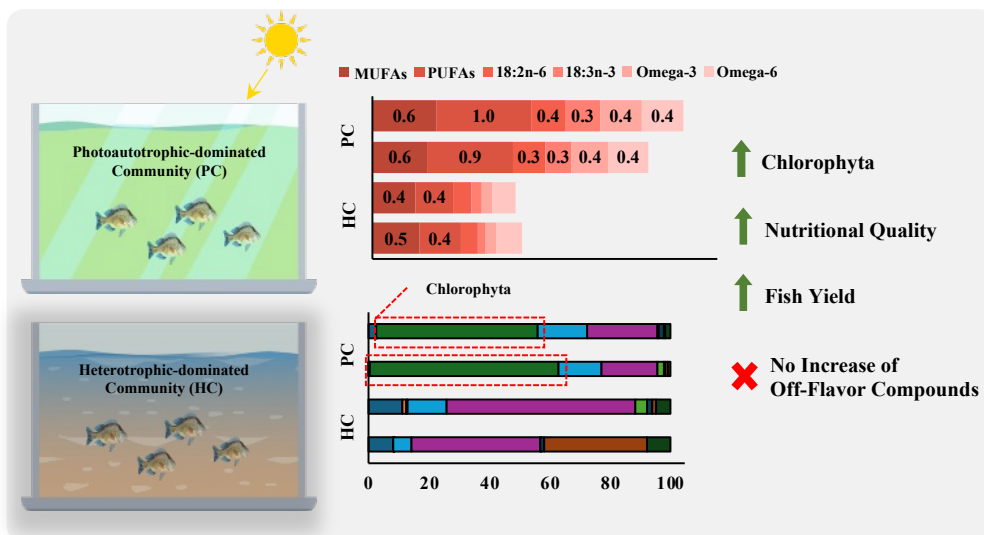 MUFAs PUFAs 18:2n-6 18:3n-3 Omega-3 Omega-6
Photoautotrophic-dominated
Community (PC)
PC
0.6 1.0 0.4 0.3 0.4 0.4
0.6 0.9 0.3 0.3 0.4 0.4
HC
0.4 0.4
0.5 0.4
Chlorophyta
Nutritional Quality
Fish Yield
No Increase of
Off-Flavor Compounds
Heterotrophic-dominated
Community (HC)
Chlorophyta
PC
HC
0 20 40 60 80 100